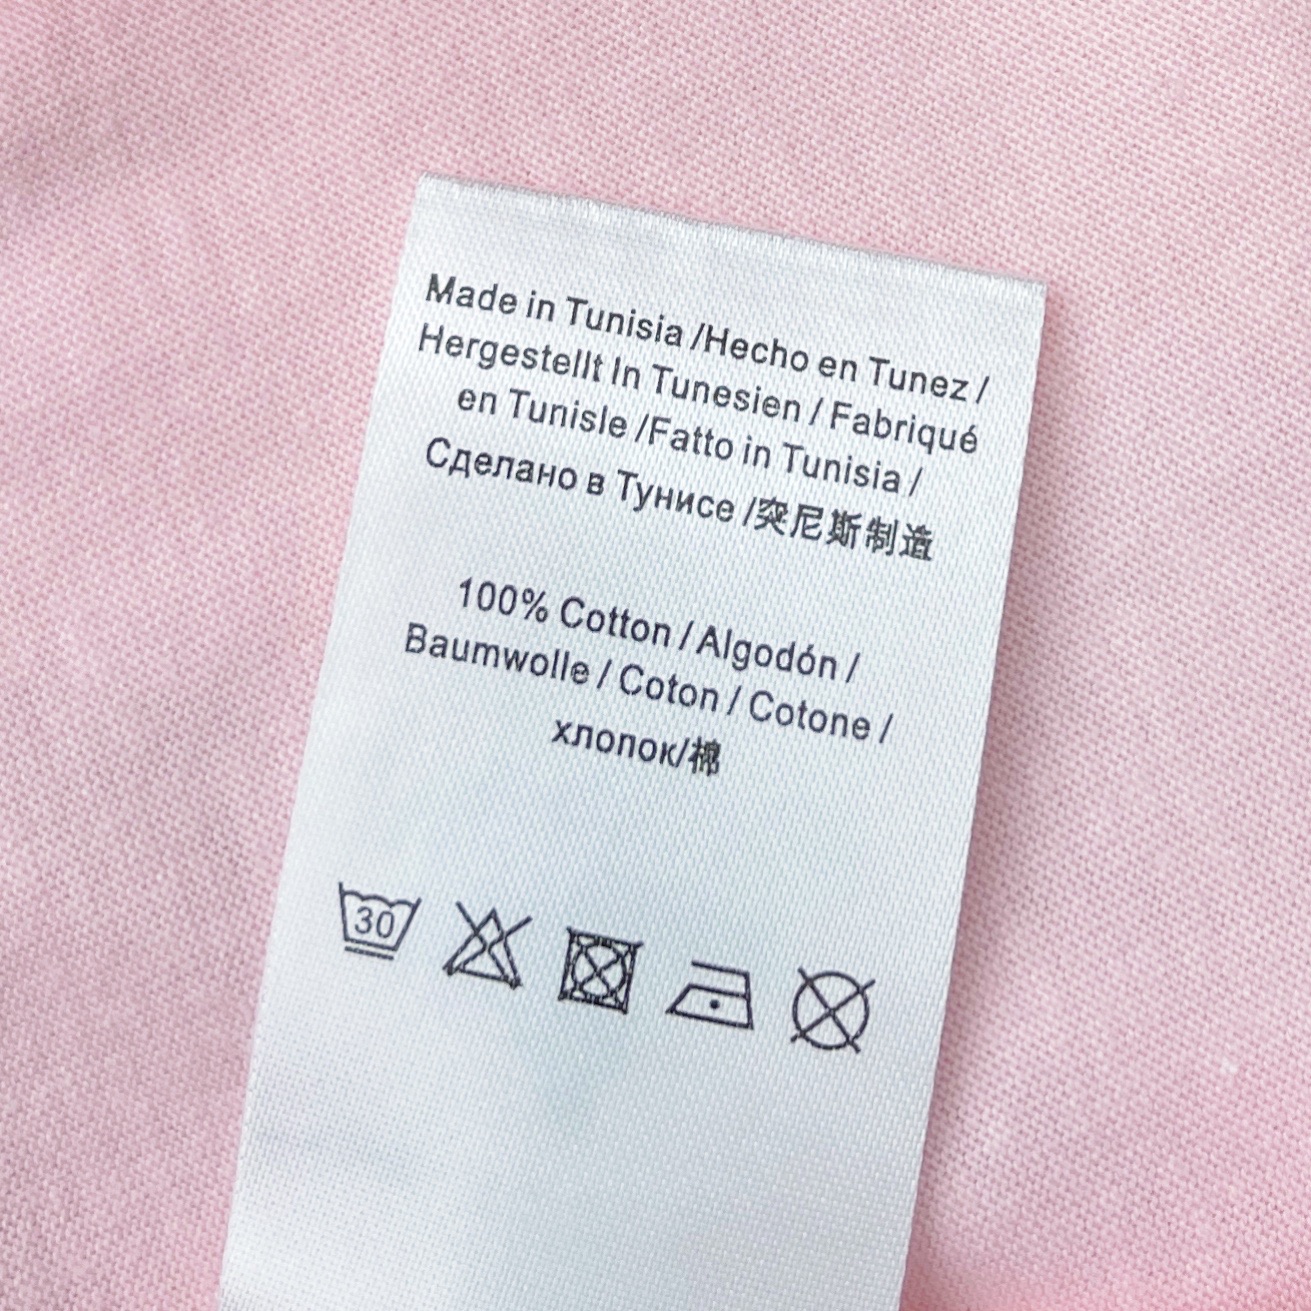 Made in Tunisia /Hecho en Tunez /
Hergestellt In Tunesien / Fabriqué
en Tunisle /Fatto in Tunisia /
Сделано в Тунисе /突尼斯制造
100% Cotton / Algodón /
Baumwolle / Coton / Cotone /
хлопок/棉
30